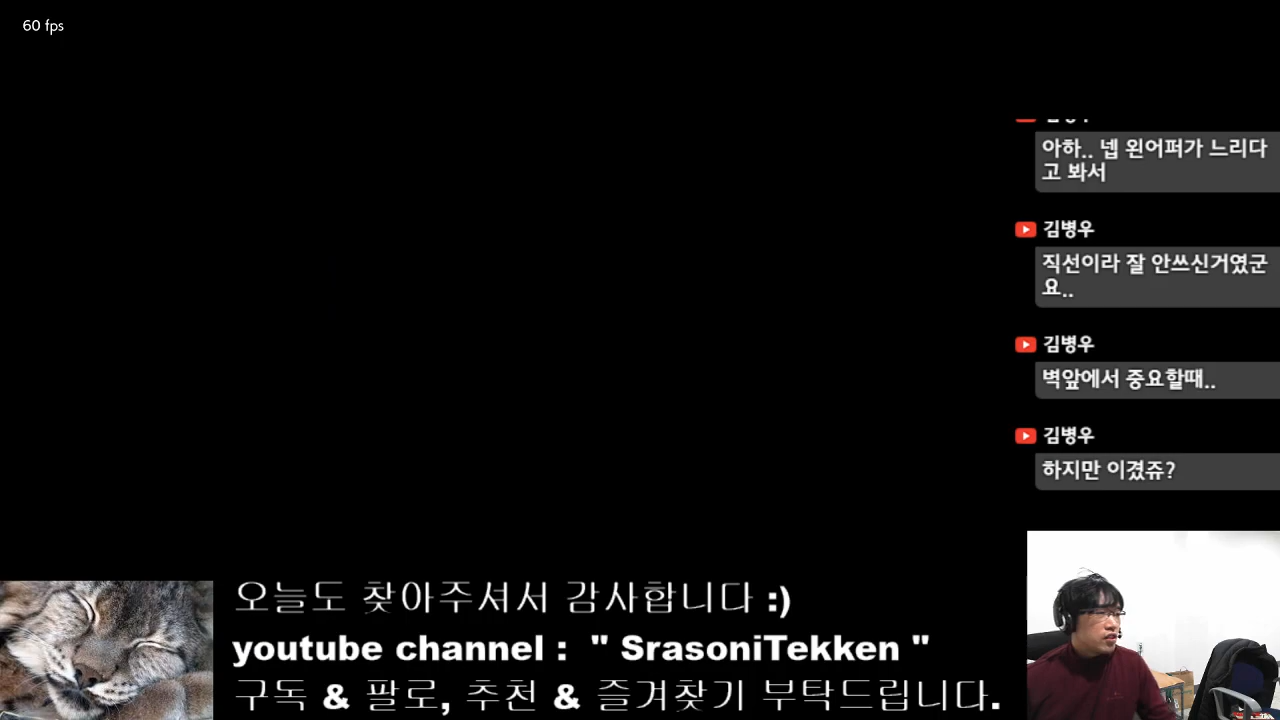 60 fps
아하.. 넵 왼어퍼가 느리다
고 봐서
김병우
직선이라 잘 안쓰신거였군
요..
김병우
벽앞에서 중요할때..
김병우
하지만 이겼쥬?
오늘도 찾아주셔서 감사합니다 :)
youtube channel : " SrasoniTekken "
구독 & 팔로, 추천 & 즐겨찾기 부탁드립니다.